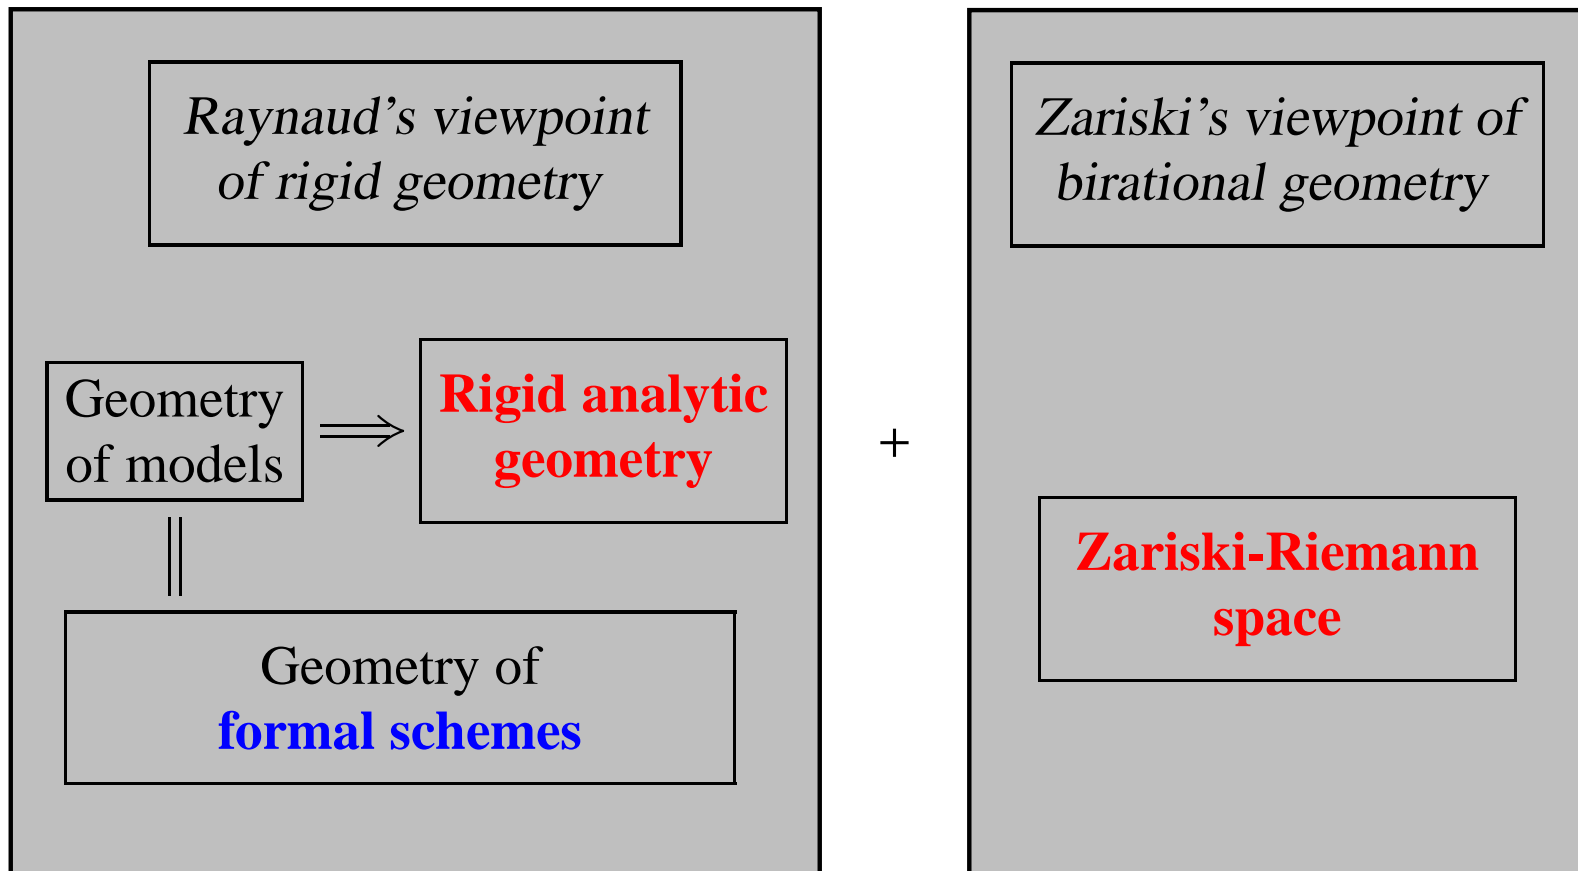 Raynaud’s viewpoint
of rigid geometry
Geometry
of models
Rigid analytic
geometry
Geometry of
formal schemes
+
Zariski’s viewpoint of
birational geometry
Zariski-Riemann
space